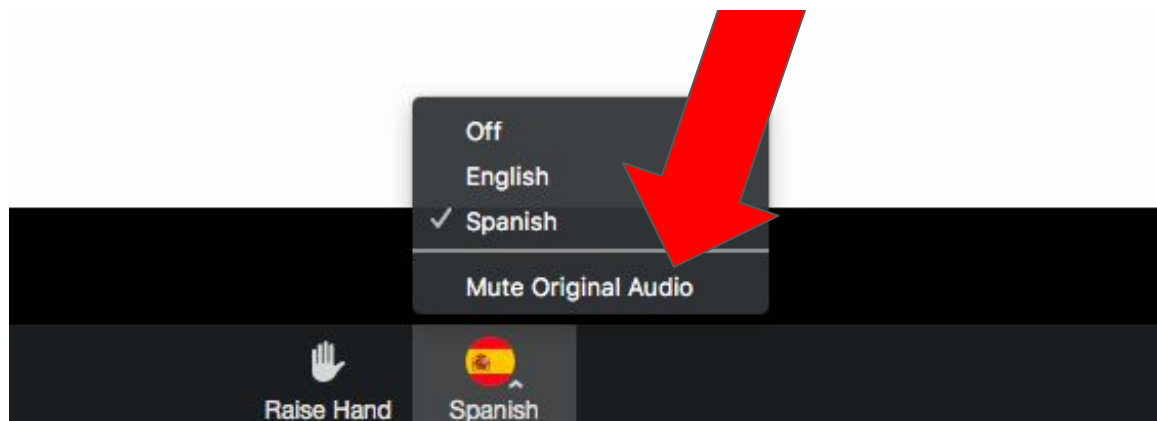 Off
English
Spanish
Mute Original Audio
Raise Hand
Spanish